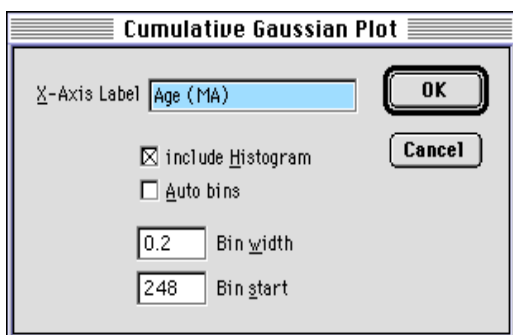 Cumulative Gaussian Plot
X-Axis Label Age (MA) OK
include Histogram Cancel
Auto bins
0.2 Bin width
248 Bin start